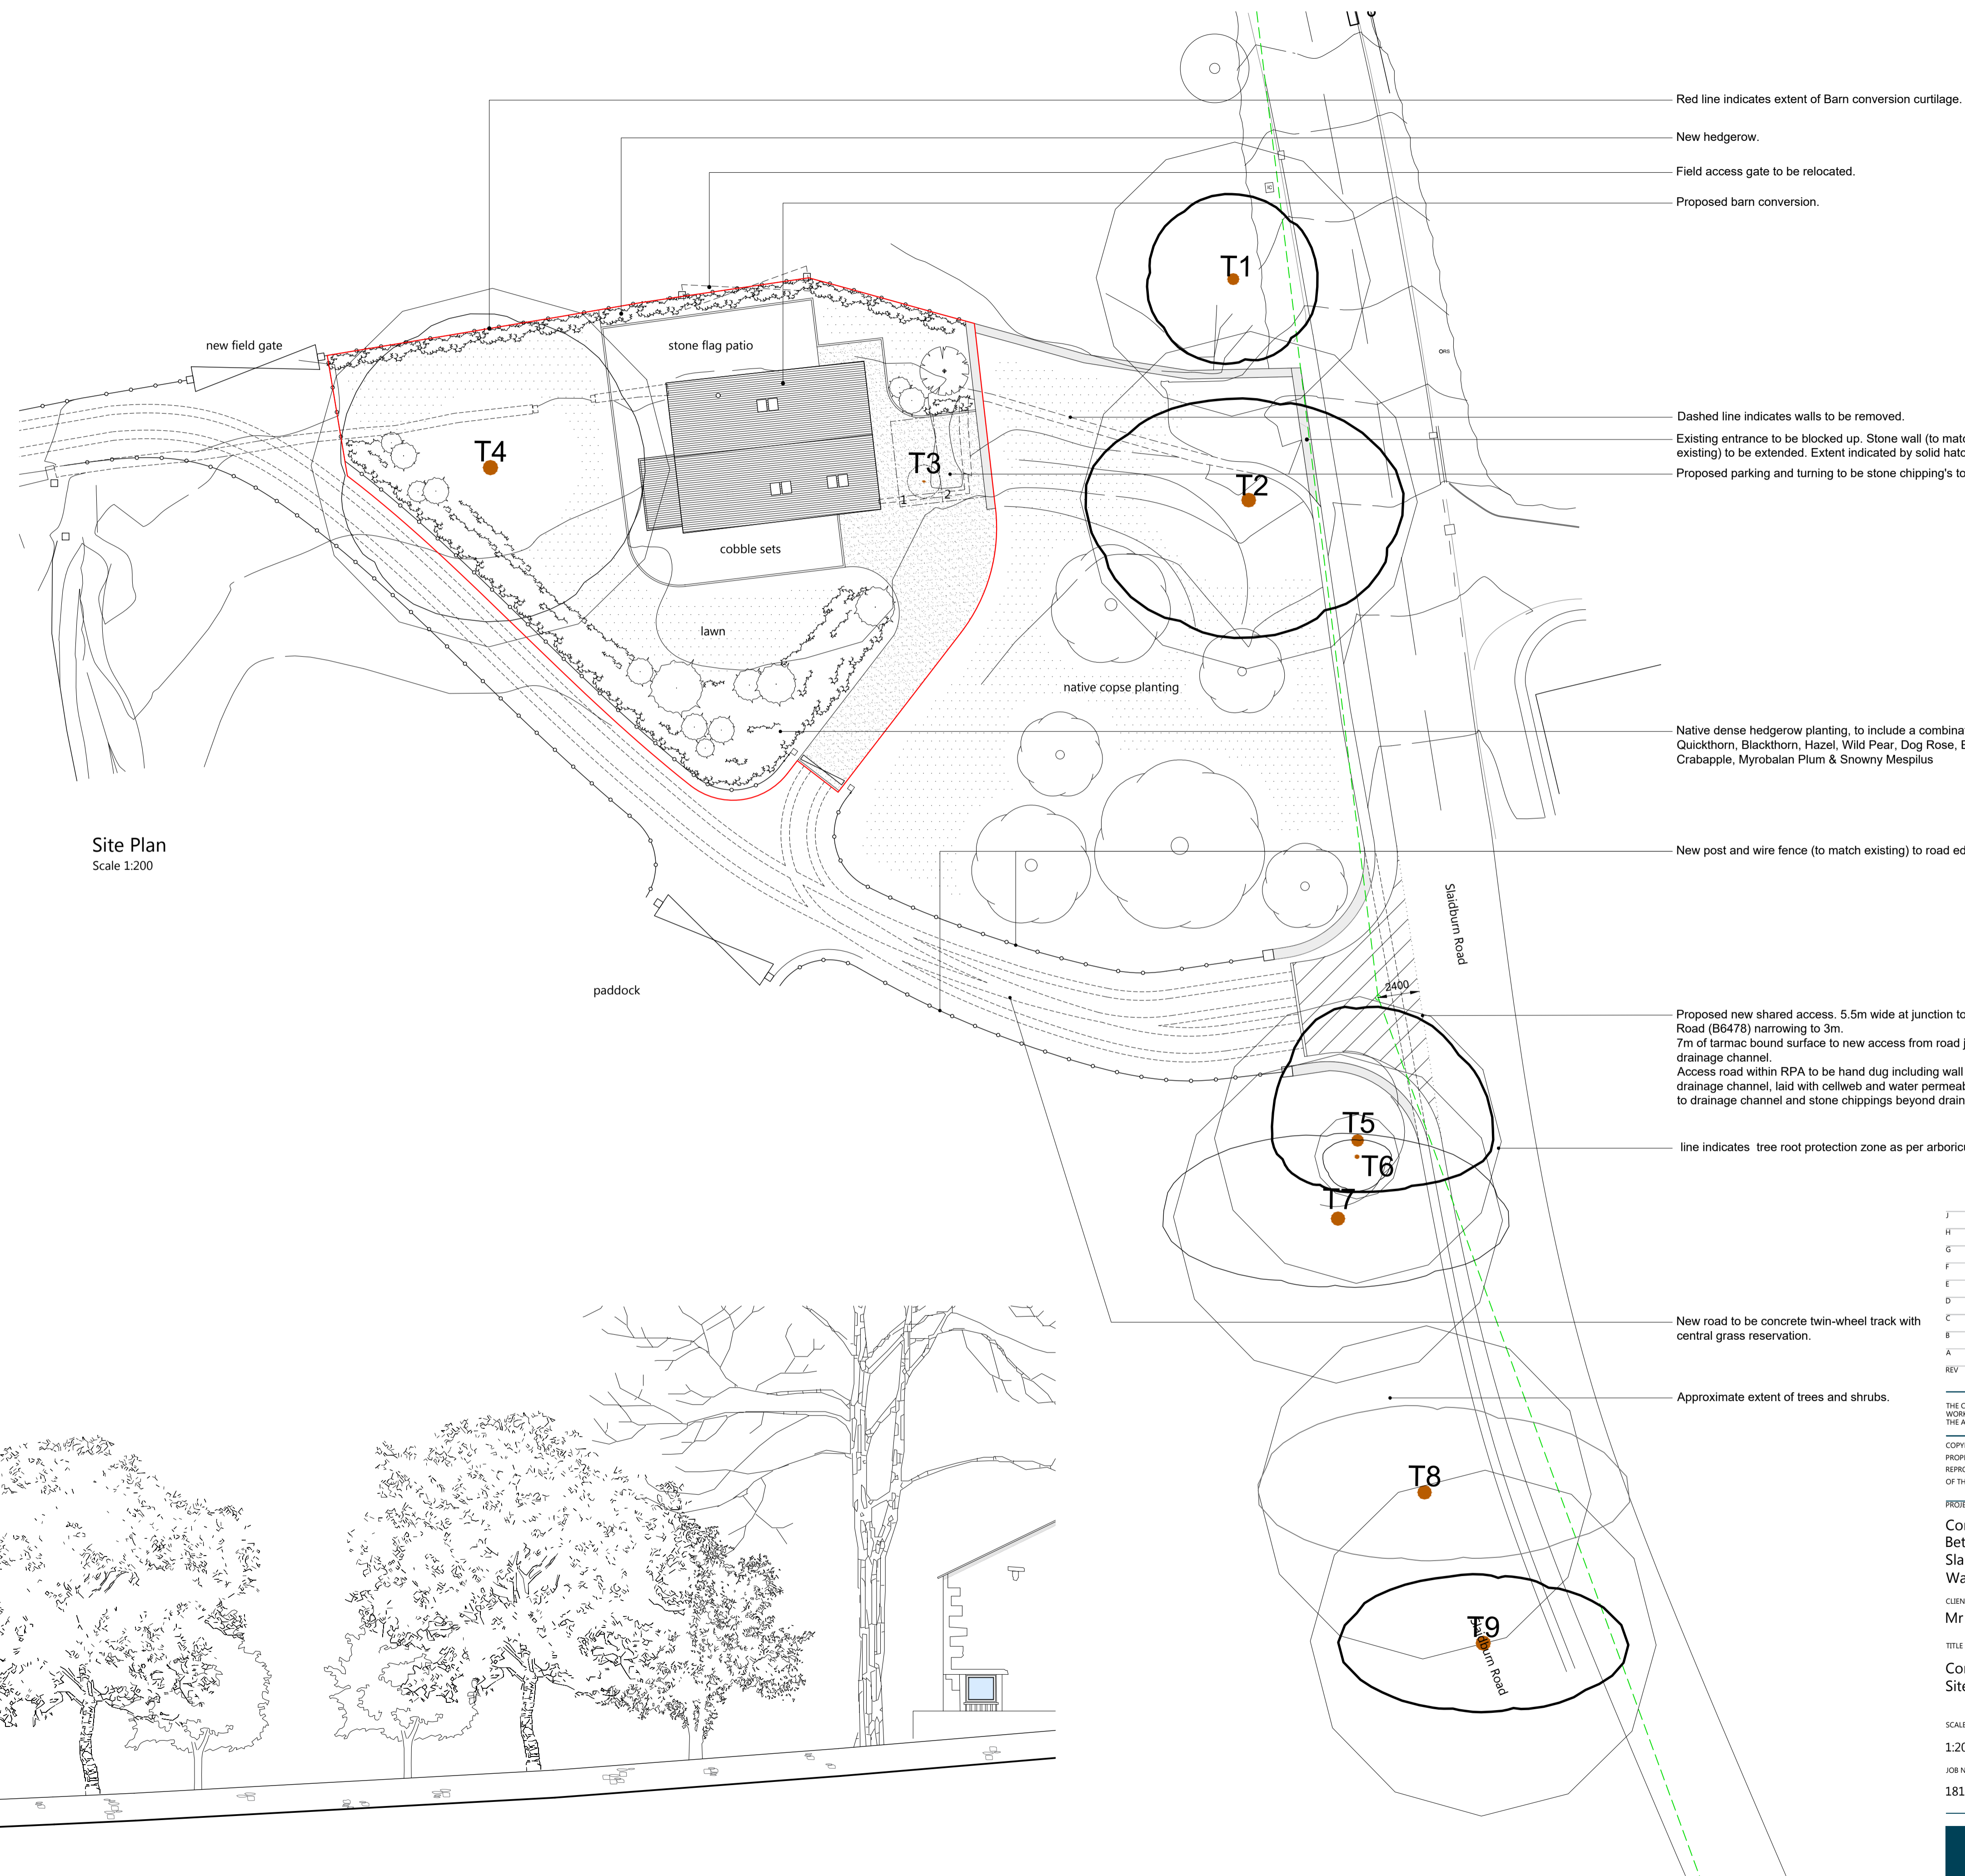 Red line indicates extent of Barn conversion curtilage.
New hedgerow.
Field access gate to be relocated.
Proposed barn conversion.
IC
T1
RS
new field gate
stone flag patio
Dashed line indicates walls to be removed.
Existing entrance to be blocked up. Stone wall (to
existing) to be extended. Extent indicated by solid
Proposed parking and turning to be stone chipping's
T4
T3
T2
1
2
cobble sets
lawn
native copse planting
Native dense hedgerow planting, to include a
Quickthorn, Blackthorn, Hazel, Wild Pear, Dog Rose,
Crabapple, Myrobalan Plum & Snowny Mespilus
Site Plan
Scale 1:200
New post and wire fence (to match existing) to road
Slaidburn Road
paddock
2400
Proposed new shared access. 5.5m wide at junction
Road (B6478) narrowing to 3m.
7m of tarmac bound surface to new access from road
drainage channel.
Access road within RPA to be hand dug including wall
drainage channel, laid with cellweb and water
to drainage channel and stone chippings beyond
T5
T6
T7
line indicates tree root protection zone as per
New road to be concrete twin-wheel track with
central grass reservation.
Approximate extent of trees and shrubs.
T8
T9
Slaidburn Road
J
H
G
F
E
D
C
B
A
REV
THE
THE
OF
Mr
TITLE
Site